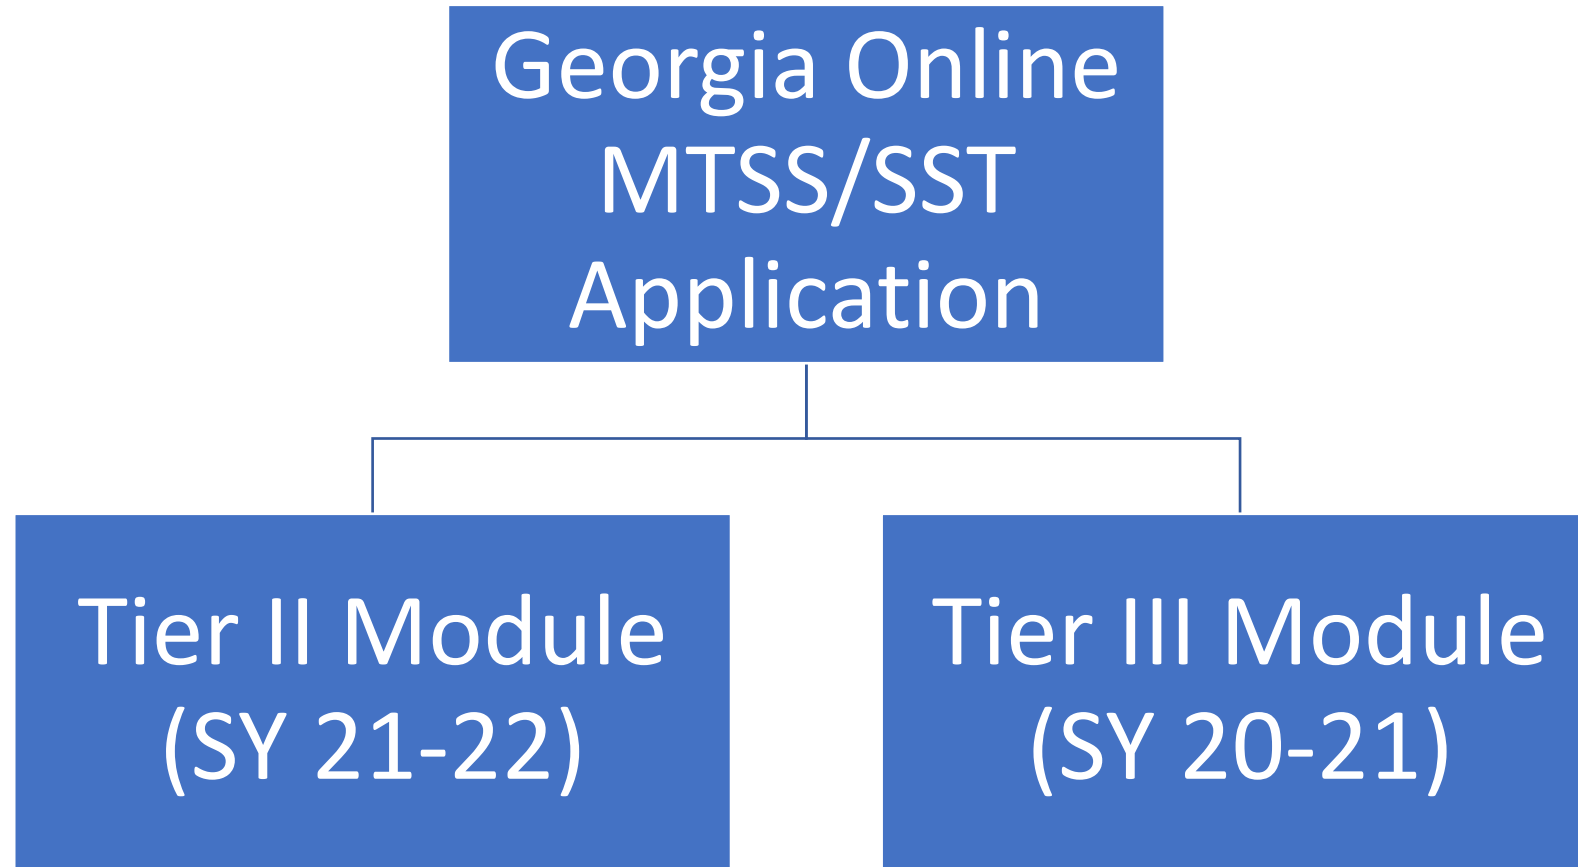 Georgia Online
MTSS/SST
Application
Tier II Module
(SY 21-22)
Tier III Module
(SY 20-21)